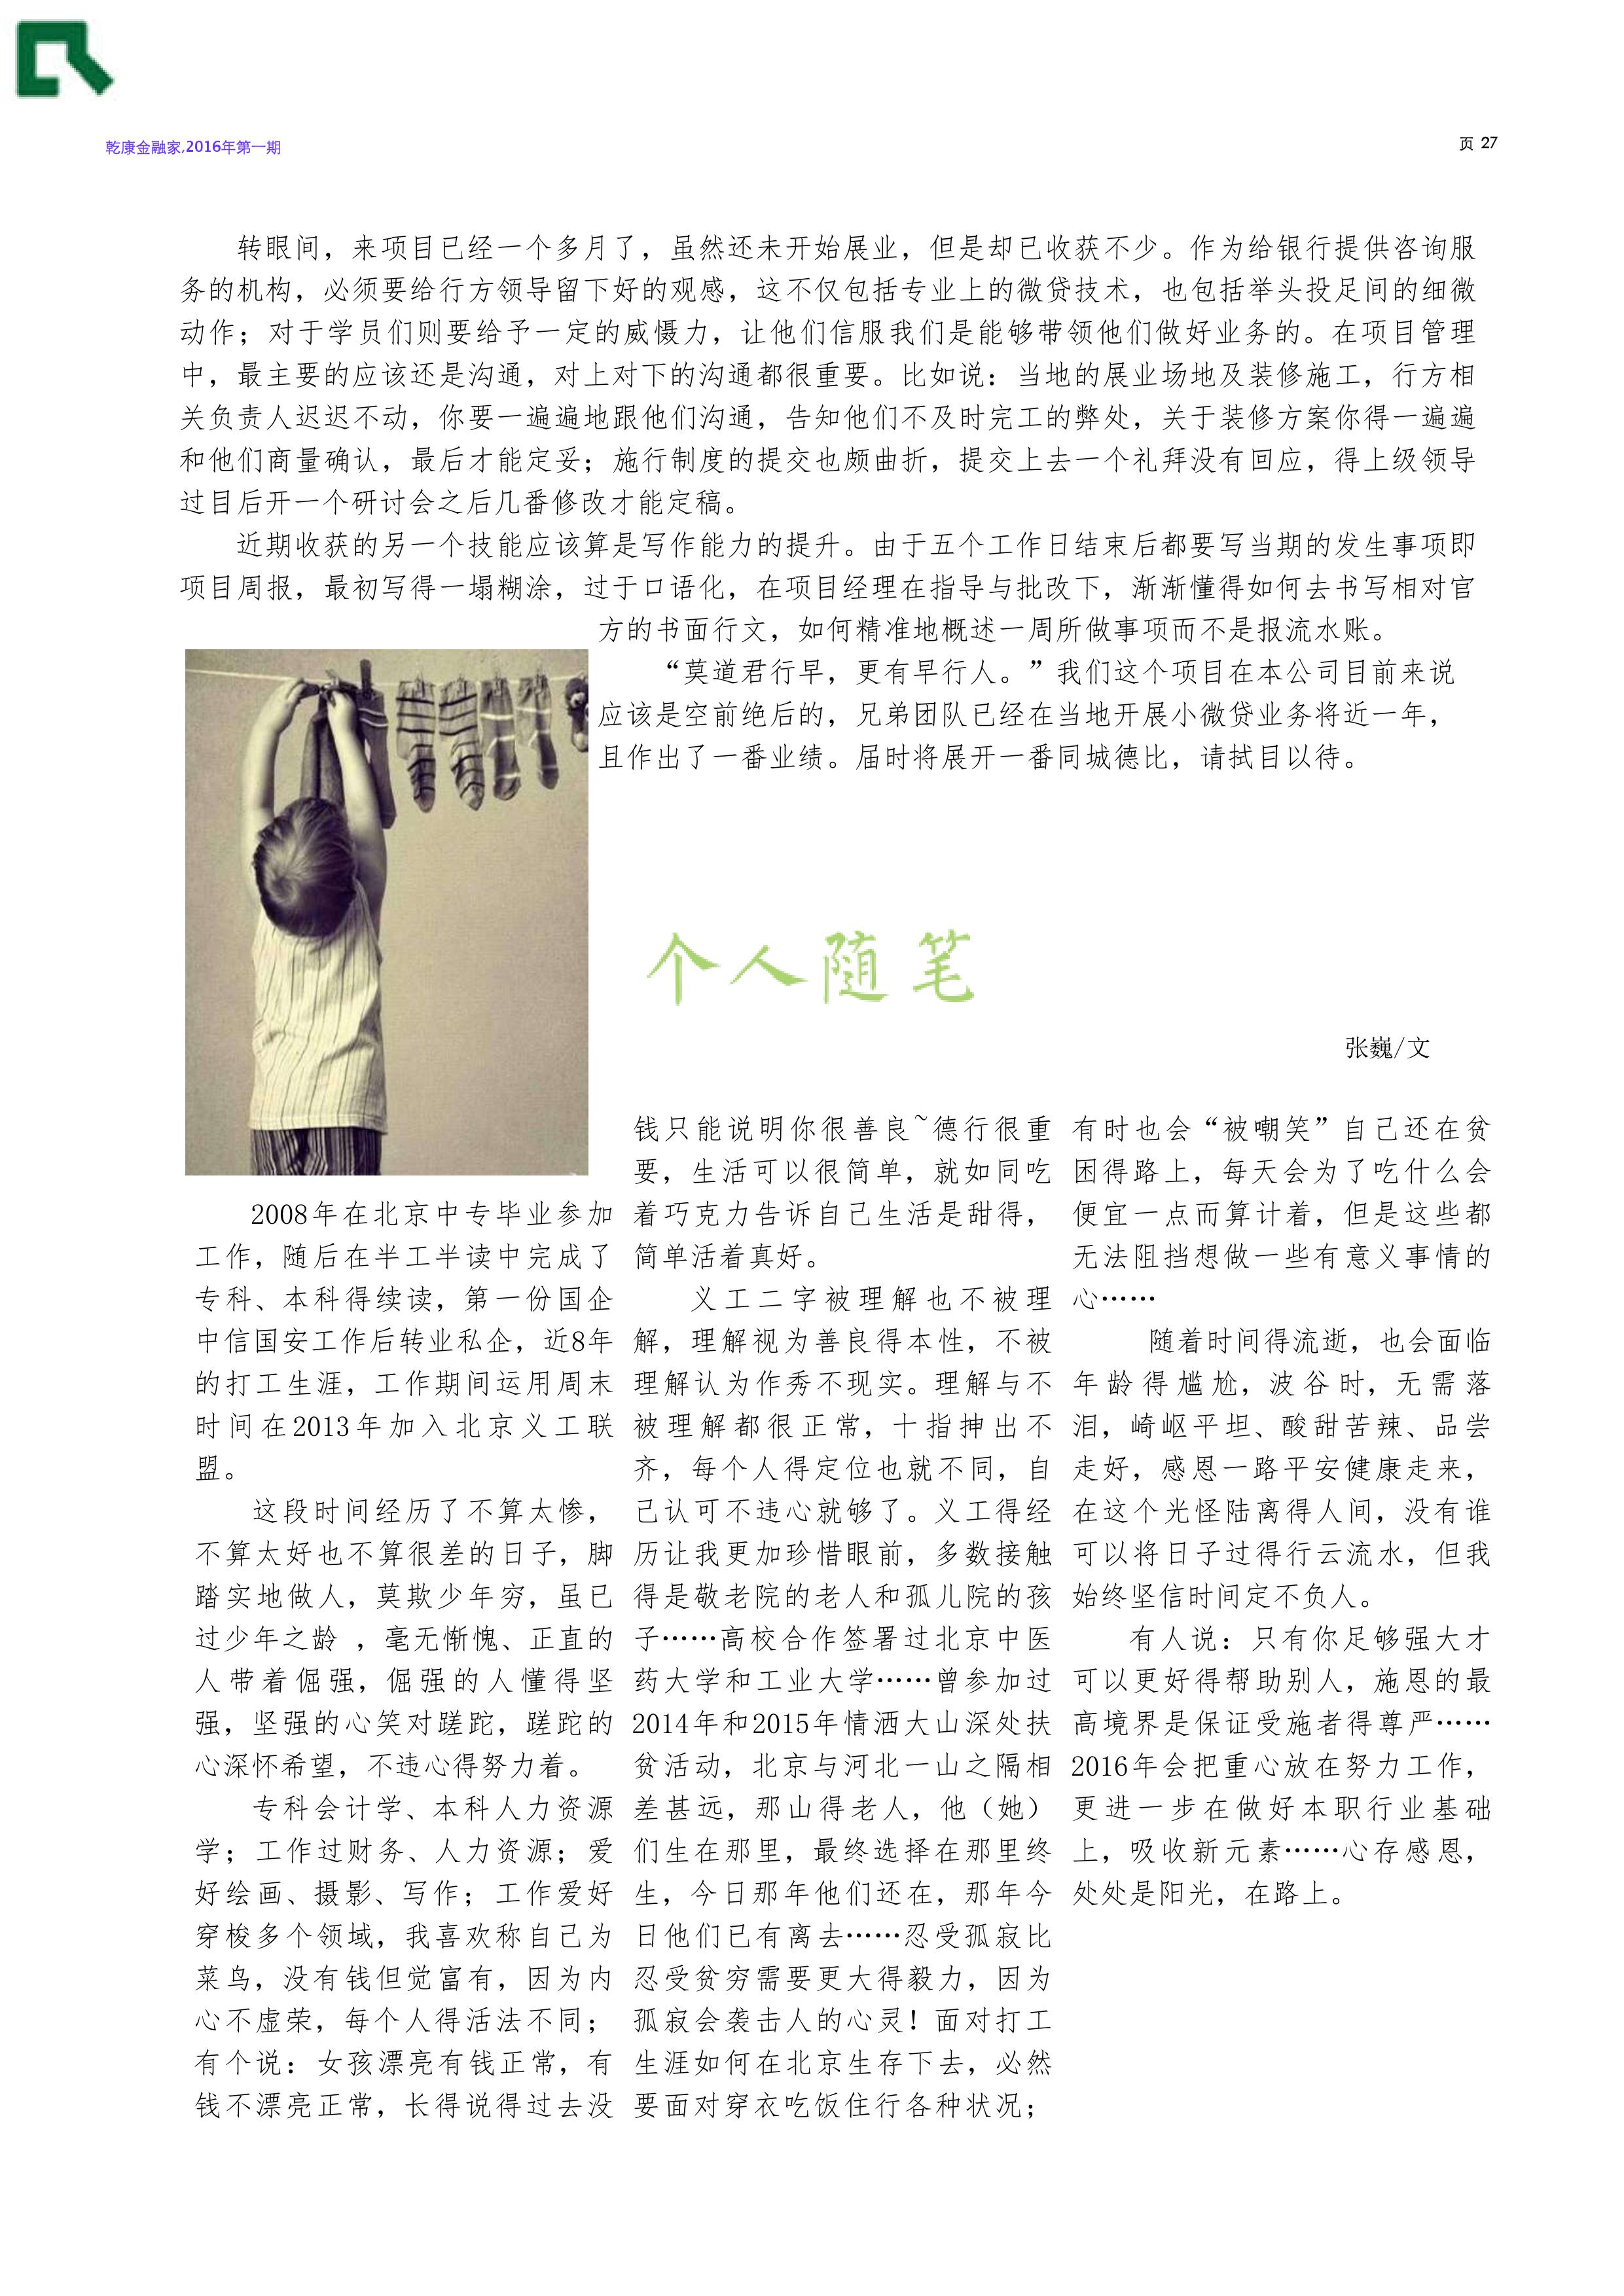 乾康金融家,2016年第一期
页 27
转眼间，来项目已经一个多月了，虽然还未开始展业，但是却已收获不少。作为给银行提供咨询服
务的机构，必须要给行方领导留下好的观感，这不仅包括专业上的微贷技术，也包括举头投足间的细微
动作；对于学员们则要给予一定的威慑力，让他们信服我们是能够带领他们做好业务的。在项目管理
中，最主要的应该还是沟通，对上对下的沟通都很重要。比如说：当地的展业场地及装修施工，行方相
关负责人迟迟不动，你要一遍遍地跟他们沟通，告知他们不及时完工的弊处，关于装修方案你得一遍遍
和他们商量确认，最后才能定妥；施行制度的提交也颇曲折，提交上去一个礼拜没有回应，得上级领导
过目后开一个研讨会之后几番修改才能定稿。
近期收获的另一个技能应该算是写作能力的提升。由于五个工作日结束后都要写当期的发生事项即
项目周报，最初写得一塌糊涂，过于口语化，在项目经理在指导与批改下，渐渐懂得如何去书写相对官
方的书面行文，如何精准地概述一周所做事项而不是报流水账。
“莫道君行早，更有早行人。”我们这个项目在本公司目前来说
应该是空前绝后的，兄弟团队已经在当地开展小微贷业务将近一年，
且作出了一番业绩。届时将展开一番同城德比，请拭目以待。
个人随笔
张巍/文
2008年在北京中专毕业参加
工作，随后在半工半读中完成了
专科、本科得续读，第一份国企
中信国安工作后转业私企，近8年
的打工生涯，工作期间运用周末
时间在2013年加入北京义工联
盟。
这段时间经历了不算太惨，
不算太好也不算很差的日子，脚
踏实地做人，莫欺少年穷，虽已
过少年之龄 ，毫无惭愧、正直的
人带着倔强，倔强的人懂得坚
强，坚强的心笑对蹉跎，蹉跎的
心深怀希望，不违心得努力着。
专科会计学、本科人力资源
学；工作过财务、人力资源；爱
好绘画、摄影、写作；工作爱好
穿梭多个领域，我喜欢称自己为
菜鸟，没有钱但觉富有，因为内
心不虚荣，每个人得活法不同；
有个说：女孩漂亮有钱正常，有
钱不漂亮正常，长得说得过去没
钱只能说明你很善良~德行很重
要，生活可以很简单，就如同吃
着巧克力告诉自己生活是甜得，
简单活着真好。
义工二字被理解也不被理
解，理解视为善良得本性，不被
理解认为作秀不现实。理解与不
被理解都很正常，十指抻出不
齐，每个人得定位也就不同，自
己认可不违心就够了。义工得经
历让我更加珍惜眼前，多数接触
得是敬老院的老人和孤儿院的孩
子……高校合作签署过北京中医
药大学和工业大学……曾参加过
2014年和2015年情洒大山深处扶
贫活动，北京与河北一山之隔相
差甚远，那山得老人，他（她）
们生在那里，最终选择在那里终
生，今日那年他们还在，那年今
日他们已有离去……忍受孤寂比
忍受贫穷需要更大得毅力，因为
孤寂会袭击人的心灵！面对打工
生涯如何在北京生存下去，必然
要面对穿衣吃饭住行各种状况；
有时也会“被嘲笑”自己还在贫
困得路上，每天会为了吃什么会
便宜一点而算计着，但是这些都
无法阻挡想做一些有意义事情的
心……
随着时间得流逝，也会面临
年龄得尴尬，波谷时，无需落
泪，崎岖平坦、酸甜苦辣、品尝
走好，感恩一路平安健康走来，
在这个光怪陆离得人间，没有谁
可以将日子过得行云流水，但我
始终坚信时间定不负人。
有人说：只有你足够强大才
可以更好得帮助别人，施恩的最
高境界是保证受施者得尊严……
2016年会把重心放在努力工作，
更进一步在做好本职行业基础
上，吸收新元素……心存感恩，
处处是阳光，在路上。